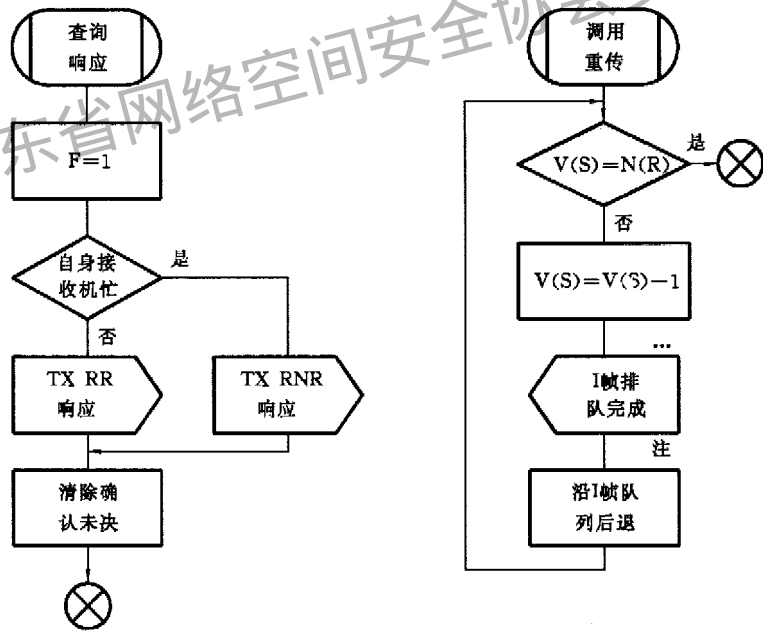 东省网络空间安全协会
查询
响应
F=1
自身接
收机忙
是
否
TX RR
响应
TX RNR
响应
清除确
认未决
调用
重传
V(S)=N(R)
是
否
V(S)=V(S)-1
…
I帧排
队完成
注
沿I帧队
列后退